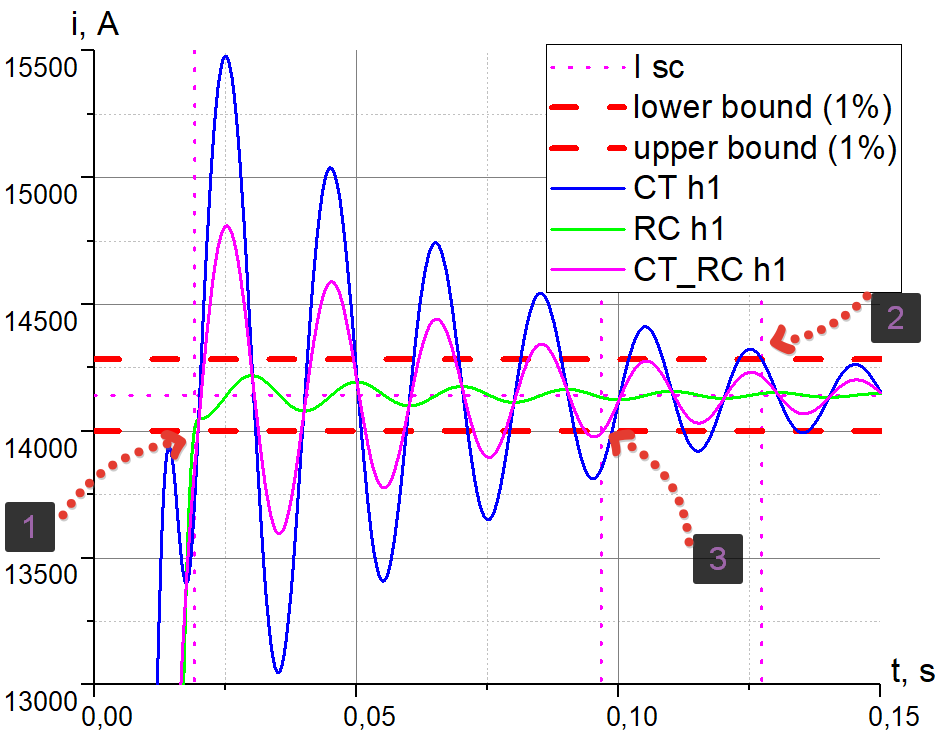 i, A
15500
15000
14500
14000
13500
13000
0,00
0,05
0,10
0,15
t, s
I sc
lower bound (1%)
upper bound (1%)
CT h1
RC h1
CT_RC h1
1
2
3